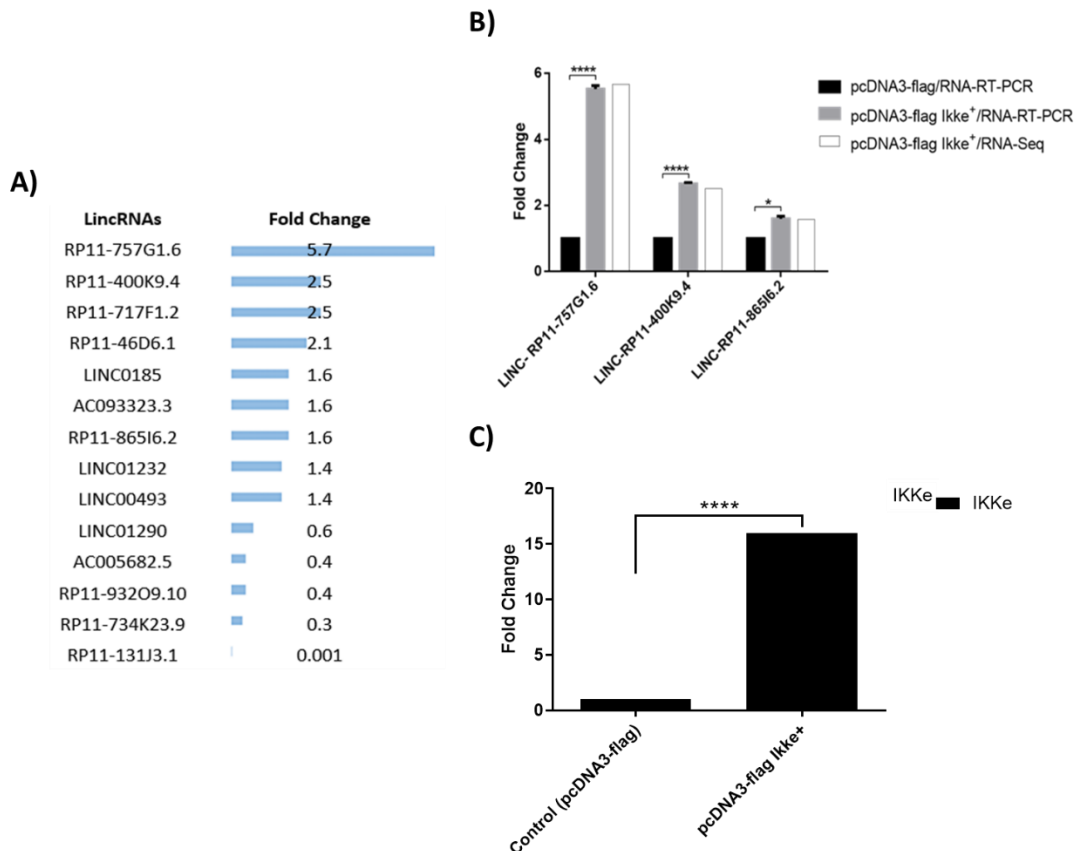 A)
LincRNAs Fold Change
RP11-757G1.6 5.7
RP11-400K9.4 2.5
RP11-717F1.2 2.5
RP11-46D6.1 2.1
LINC0185 1.6
AC093323.3 1.6
RP11-865I6.2 1.6
LINC01232 1.4
LINC00493 1.4
LINC01290 0.6
AC005682.5 0.4
RP11-932O9.10 0.4
RP11-734K23.9 0.3
RP11-131J3.1 0.001
B)
Fold Change
6
4
2
0
****
****
*
LINC- RP11-757G1.6
LINC-RP11-400K9.4
LINC-RP11-865I6.2
pcDNA3-flag/RNA-RT-PCR
pcDNA3-flag Ikke+/RNA-RT-PCR
pcDNA3-flag Ikke+/RNA-Seq
C)
Fold Change
20
15
10
5
0
****
Control (pcDNA3-flag)
pcDNA3-flag Ikke+
IKKe
IKKe